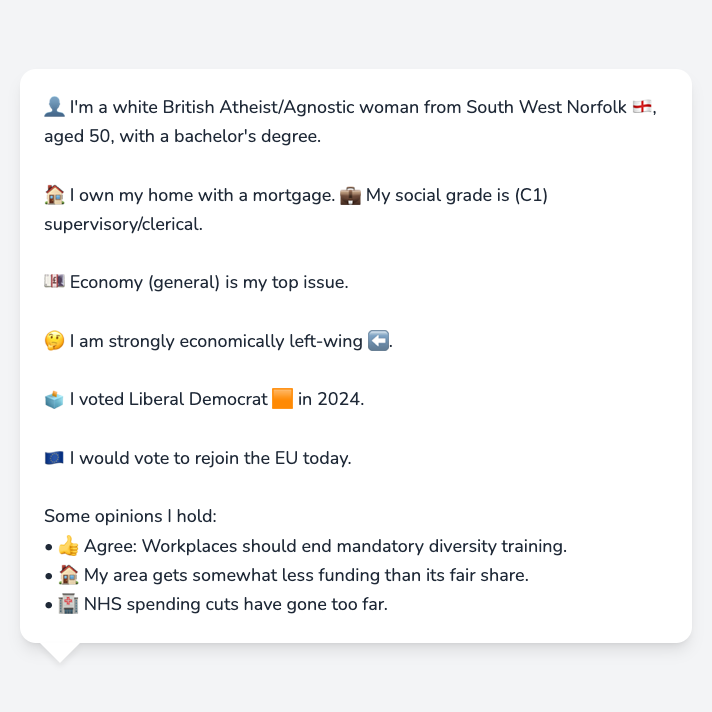 👤 I'm a white British Atheist/Agnostic woman from South West Norfolk 🏴󠁧󠁢󠁥󠁮󠁧󠁿,
aged 50, with a bachelor's degree.
🏠 I own my home with a mortgage. 💼 My social grade is (C1)
supervisory/clerical.
💷 Economy (general) is my top issue.
🤔 I am strongly economically left-wing ⬅️.
🗳️ I voted Liberal Democrat 🟧 in 2024.
🇪🇺 I would vote to rejoin the EU today.
Some opinions I hold:
• 👍 Agree: Workplaces should end mandatory diversity training.
• 🏠 My area gets somewhat less funding than its fair share.
• 🏥 NHS spending cuts have gone too far.